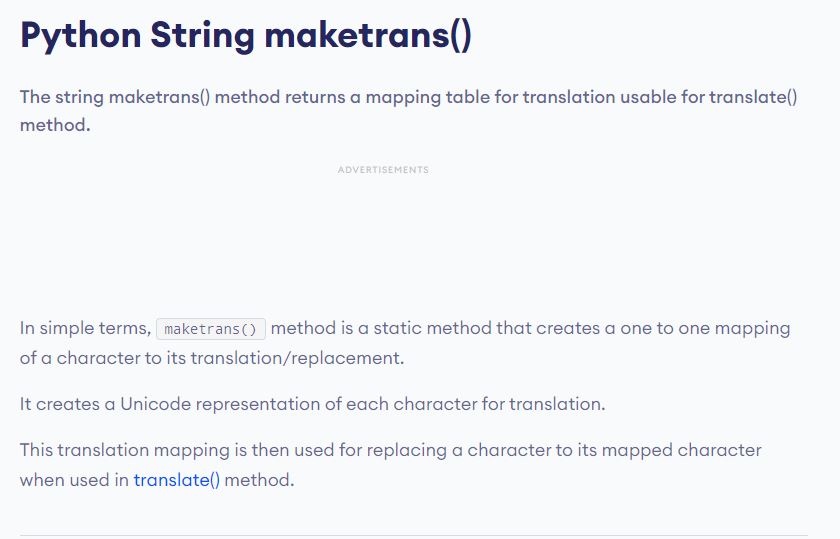 Python String maketrans()
The string maketrans() method returns a mapping table for translation usable for translate()
method.
ADVERTISEMENTS
In simple terms, maketrans() method is a static method that creates a one to one mapping
of a character to its translation/replacement.
It creates a Unicode representation of each character for translation.
This translation mapping is then used for replacing a character to its mapped character
when used in translate() method.